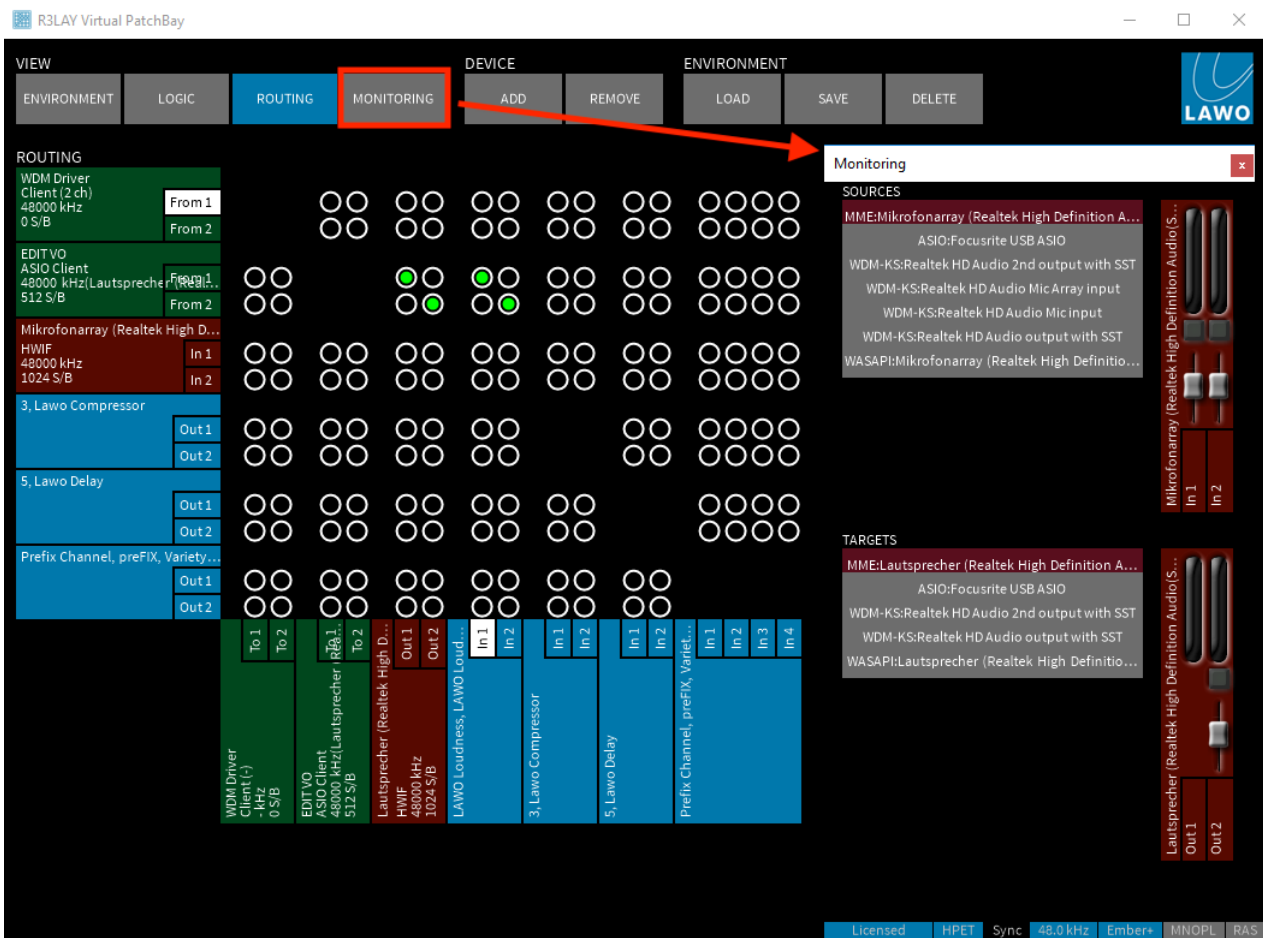 R3LAY Virtual PatchBay
VIEW
DEVICE
ENVIRONMENT
ENVIRONMENT
LOGIC
ROUTING
MONITORING
ADD
REMOVE
LOAD
SAVE
DELETE
LAWO
ROUTING
WDM Driver
Client (2 ch)
48000 kHz
0 S/B
From 1
From 2
EDIT VO
ASIO Client
48000 kHz(Lautsprecher (Real...
512 S/B
From 1
From 2
Mikrofonarray (Realtek High D...
HWIF
48000 kHz
1024 S/B
In 1
In 2
3, Lawo Compressor
Out 1
Out 2
5, Lawo Delay
Out 1
Out 2
Prefix Channel, preFIX, Variety...
Out 1
Out 2
WDM Driver
Client (-)
- kHz
0 S/B
To 1
To 2
EDIT VO
ASIO Client
48000 kHz(Lautsprecher (Rea...
512 S/B
To 1
To 2
Lautsprecher (Realtek High D...
HWIF
48000 kHz
1024 S/B
Out 1
Out 2
LAWO Loudness, LAWO Loud...
In 1
In 2
3, Lawo Compressor
In 1
In 2
5, Lawo Delay
In 1
In 2
Prefix Channel, preFIX, Variet...
In 1
In 2
In 3
In 4
Monitoring
x
SOURCES
MME:Mikrofonarray (Realtek High Definition A...
ASIO:Focusrite USB ASIO
WDM-KS:Realtek HD Audio 2nd output with SST
WDM-KS:Realtek HD Audio Mic Array input
WDM-KS:Realtek HD Audio Mic input
WDM-KS:Realtek HD Audio output with SST
WASAPI:Mikrofonarray (Realtek High Definitio...
Mikrofonarray (Realtek High Definition Audio(S...
In 1
In 2
TARGETS
MME:Lautsprecher (Realtek High Definition A...
ASIO:Focusrite USB ASIO
WDM-KS:Realtek HD Audio 2nd output with SST
WDM-KS:Realtek HD Audio output with SST
WASAPI:Lautsprecher (Realtek High Definitio...
Lautsprecher (Realtek High Definition Audio(S...
Out 1
Out 2
Licensed
HPET
Sync
48.0 kHz
Ember+
MNOPL
RAS